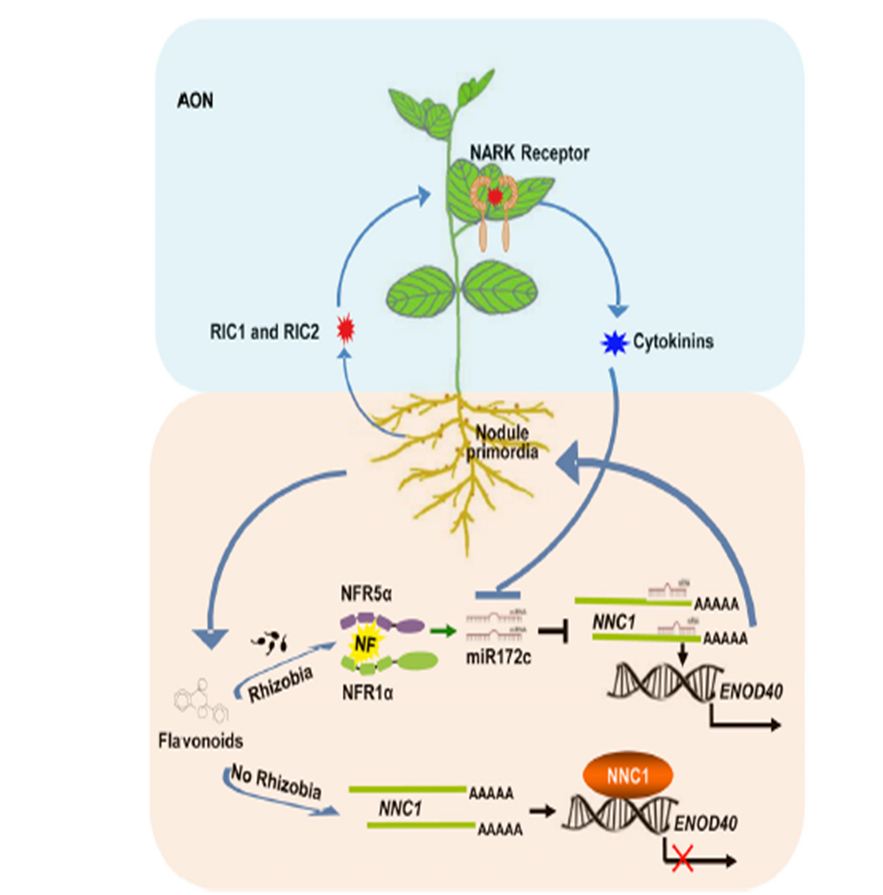 AON
NARK Receptor
RIC1 and RIC2
Cytokinins
Nodule
primordia
NFR5α
NF
NFR1α
Rhizobia
miR172c
NNC1
AAAAA
AAAAA
ENOD40
Flavonoids
No Rhizobia
NNC1
AAAAA
AAAAA
NNC1
ENOD40